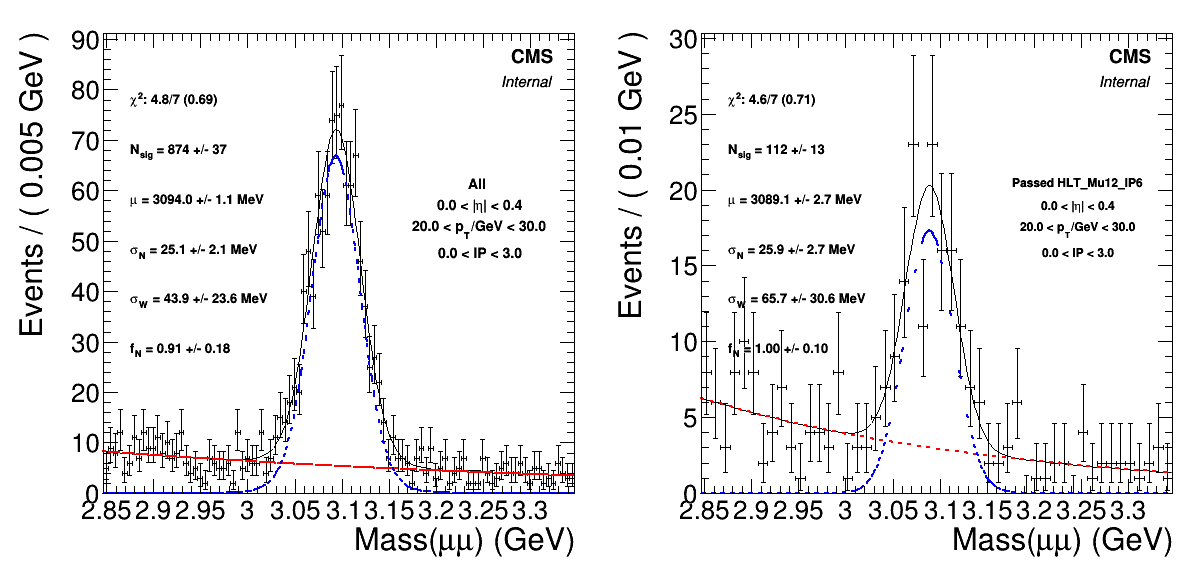 Events / ( 0.005 GeV )
90
80
70
60
50
40
30
20
10
0
CMS
Internal
χ²: 4.8/7 (0.69)
N_sig = 874 +/- 37
μ = 3094.0 +/- 1.1 MeV
σ_N = 25.1 +/- 2.1 MeV
σ_W = 43.9 +/- 23.6 MeV
f_N = 0.91 +/- 0.18
All
0.0 < |η| < 0.4
20.0 < p_T/GeV < 30.0
0.0 < IP < 3.0
2.85 2.9 2.95 3 3.05 3.1 3.15 3.2 3.25 3.3
Mass(μμ) (GeV)
Events / ( 0.01 GeV )
30
25
20
15
10
5
0
CMS
Internal
χ²: 4.6/7 (0.71)
N_sig = 112 +/- 13
μ = 3089.1 +/- 2.7 MeV
σ_N = 25.9 +/- 2.7 MeV
σ_W = 65.7 +/- 30.6 MeV
f_N = 1.00 +/- 0.10
Passed HLT_Mu12_IP6
0.0 < |η| < 0.4
20.0 < p_T/GeV < 30.0
0.0 < IP < 3.0
2.85 2.9 2.95 3 3.05 3.1 3.15 3.2 3.25 3.3
Mass(μμ) (GeV)